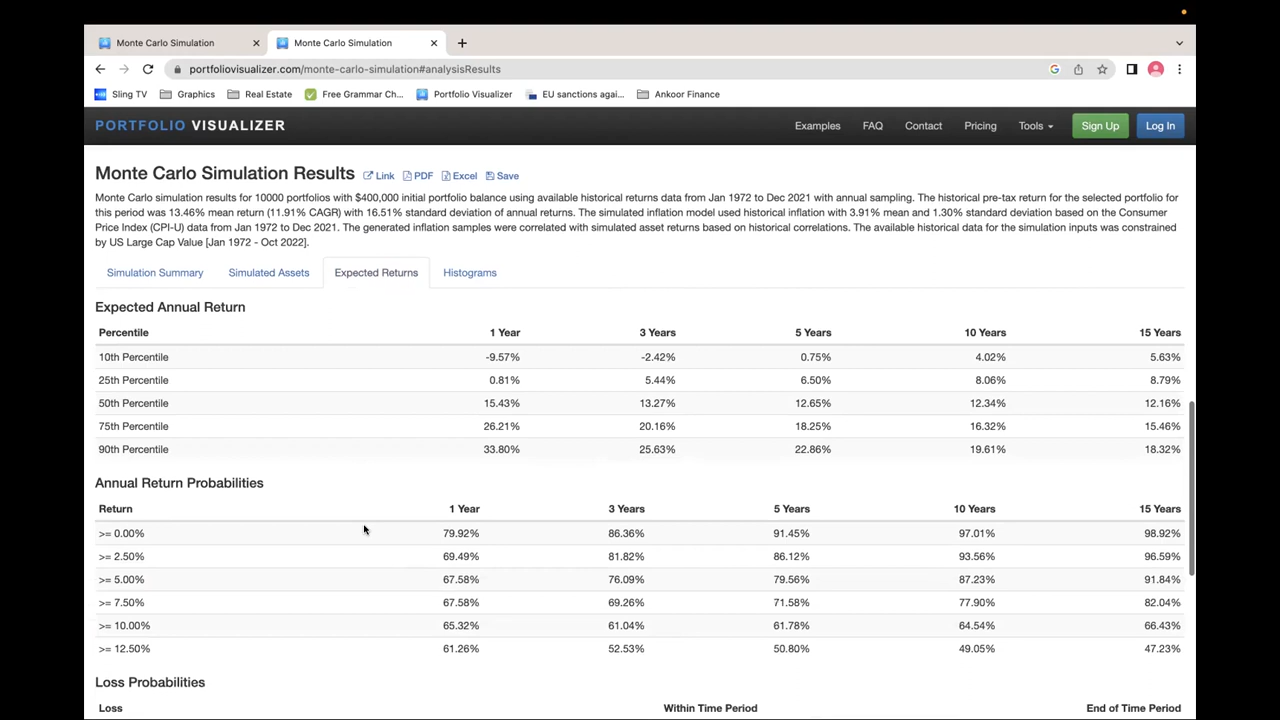 Monte Carlo Simulation
Monte Carlo Simulation
portfoliovisualizer.com/monte-carlo-simulation#analysisResults
Sling TV Graphics Real Estate Free Grammar Ch... Portfolio Visualizer EU sanctions agai... Ankoor Finance
PORTFOLIO VISUALIZER Examples FAQ Contact Pricing Tools Sign Up Log In
Monte Carlo Simulation Results Link PDF Excel Save
Monte Carlo simulation results for 10000 portfolios with $400,000 initial portfolio balance using available historical returns data from Jan 1972 to Dec 2021 with annual sampling. The historical pre-tax return for the selected portfolio for
this period was 13.46% mean return (11.91% CAGR) with 16.51% standard deviation of annual returns. The simulated inflation model used historical inflation with 3.91% mean and 1.30% standard deviation based on the Consumer
Price Index (CPI-U) data from Jan 1972 to Dec 2021. The generated inflation samples were correlated with simulated asset returns based on historical correlations. The available historical data for the simulation inputs was constrained
by US Large Cap Value [Jan 1972 - Oct 2022].
Simulation Summary Simulated Assets Expected Returns Histograms
Expected Annual Return
Percentile 1 Year 3 Years 5 Years 10 Years 15 Years
10th Percentile -9.57% -2.42% 0.75% 4.02% 5.63%
25th Percentile 0.81% 5.44% 6.50% 8.06% 8.79%
50th Percentile 15.43% 13.27% 12.65% 12.34% 12.16%
75th Percentile 26.21% 20.16% 18.25% 16.32% 15.46%
90th Percentile 33.80% 25.63% 22.86% 19.61% 18.32%
Annual Return Probabilities
Return 1 Year 3 Years 5 Years 10 Years 15 Years
>= 0.00% 79.92% 86.36% 91.45% 97.01% 98.92%
>= 2.50% 69.49% 81.82% 86.12% 93.56% 96.59%
>= 5.00% 67.58% 76.09% 79.56% 87.23% 91.84%
>= 7.50% 67.58% 69.26% 71.58% 77.90% 82.04%
>= 10.00% 65.32% 61.04% 61.78% 64.54% 66.43%
>= 12.50% 61.26% 52.53% 50.80% 49.05% 47.23%
Loss Probabilities
Loss Within Time Period End of Time Period